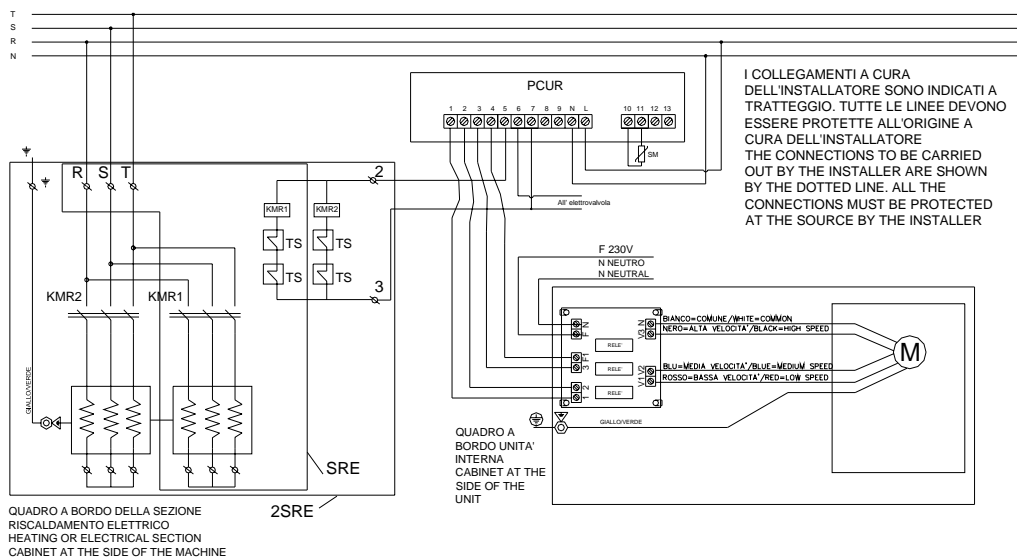 T
S
R
N
PCUR
1 2 3 4 5 6 7 8 9 N L 10 11 12 13
SM
I COLLEGAMENTI A CURA
DELL'INSTALLATORE SONO INDICATI A
TRATTEGGIO. TUTTE LE LINEE DEVONO
ESSERE PROTETTE ALL'ORIGINE A
CURA DELL'INSTALLATORE
THE CONNECTIONS TO BE CARRIED
OUT BY THE INSTALLER ARE SHOWN
BY THE DOTTED LINE. ALL THE
CONNECTIONS MUST BE PROTECTED
AT THE SOURCE BY THE INSTALLER
R S T
2
KMR1 KMR2
TS TS
TS TS
3
All' elettrovalvola
F 230V
N NEUTRO
N NEUTRAL
KMR2 KMR1
GIALLO/VERDE
SRE
2SRE
QUADRO A BORDO DELLA SEZIONE
RISCALDAMENTO ELETTRICO
HEATING OR ELECTRICAL SECTION
CABINET AT THE SIDE OF THE MACHINE
N
F
F1
3
2
1
RELE'
RELE'
RELE'
V3 N
V1 V2
BIANCO=COMUNE/WHITE=COMMON
NERO=ALTA VELOCITA'/BLACK=HIGH SPEED
BLU=MEDIA VELOCITA'/BLUE=MEDIUM SPEED
ROSSO=BASSA VELOCITA'/RED=LOW SPEED
M
GIALLO/VERDE
QUADRO A
BORDO UNITA'
INTERNA
CABINET AT THE
SIDE OF THE
UNIT